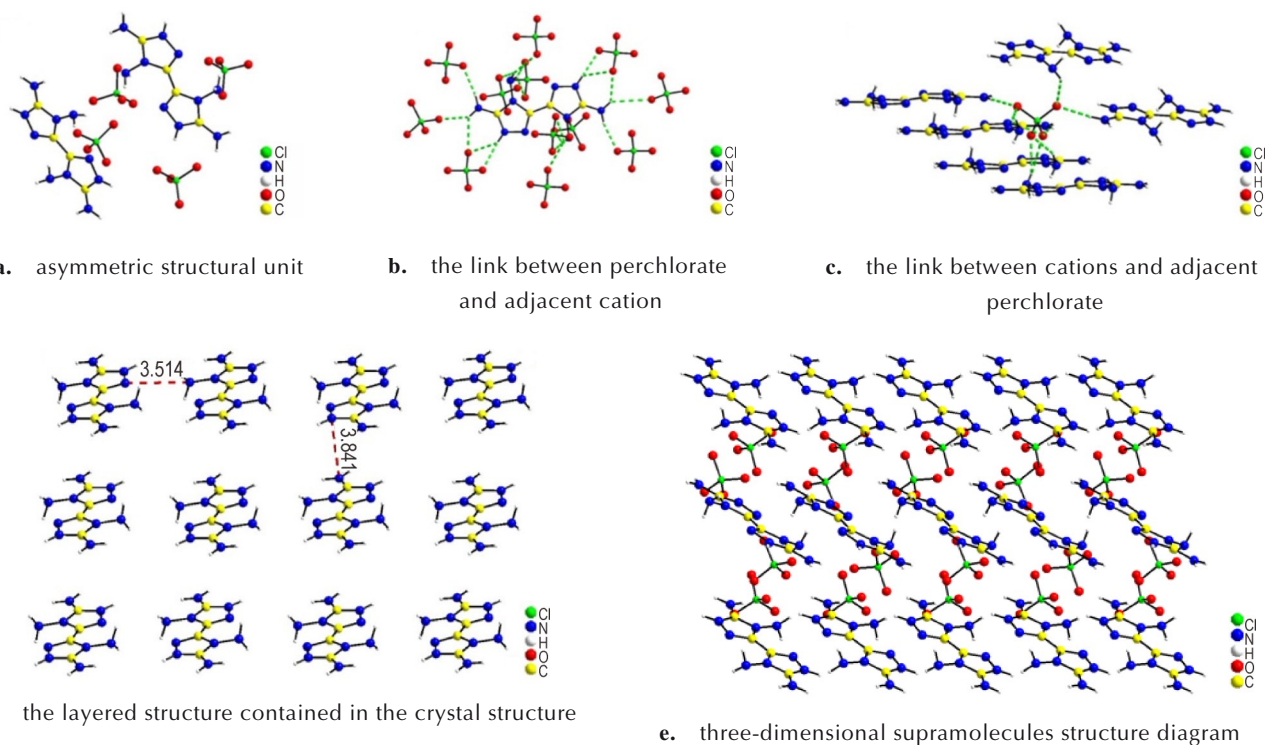 Cl
N
H
O
C
Cl
N
H
O
C
Cl
N
H
O
C
a. asymmetric structural unit
b. the link between perchlorate
and adjacent cation
c. the link between cations and adjacent
perchlorate
3.514
3.841
Cl
N
H
O
C
Cl
N
H
O
C
the layered structure contained in the crystal structure
e. three-dimensional supramolecules structure diagram